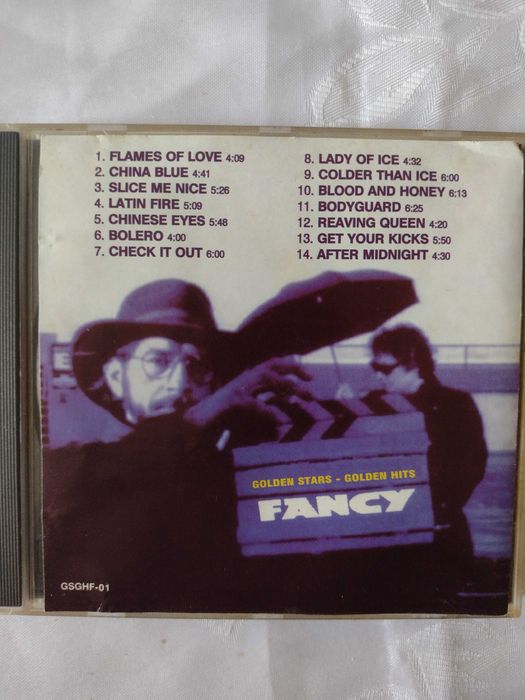 1. FLAMES OF LOVE 4:09
2. CHINA BLUE 4:41
3. SLICE ME NICE 5:26
4. LATIN FIRE 5:09
5. CHINESE EYES 5:48
6. BOLERO 4:00
7. CHECK IT OUT 6:00
8. LADY OF ICE 4:32
9. COLDER THAN ICE 6:00
10. BLOOD AND HONEY 6:13
11. BODYGUARD 6:25
12. REAVING QUEEN 4:20
13. GET YOUR KICKS 5:50
14. AFTER MIDNIGHT 4:30
GOLDEN STARS - GOLDEN HITS
FANCY
GSGHF-01